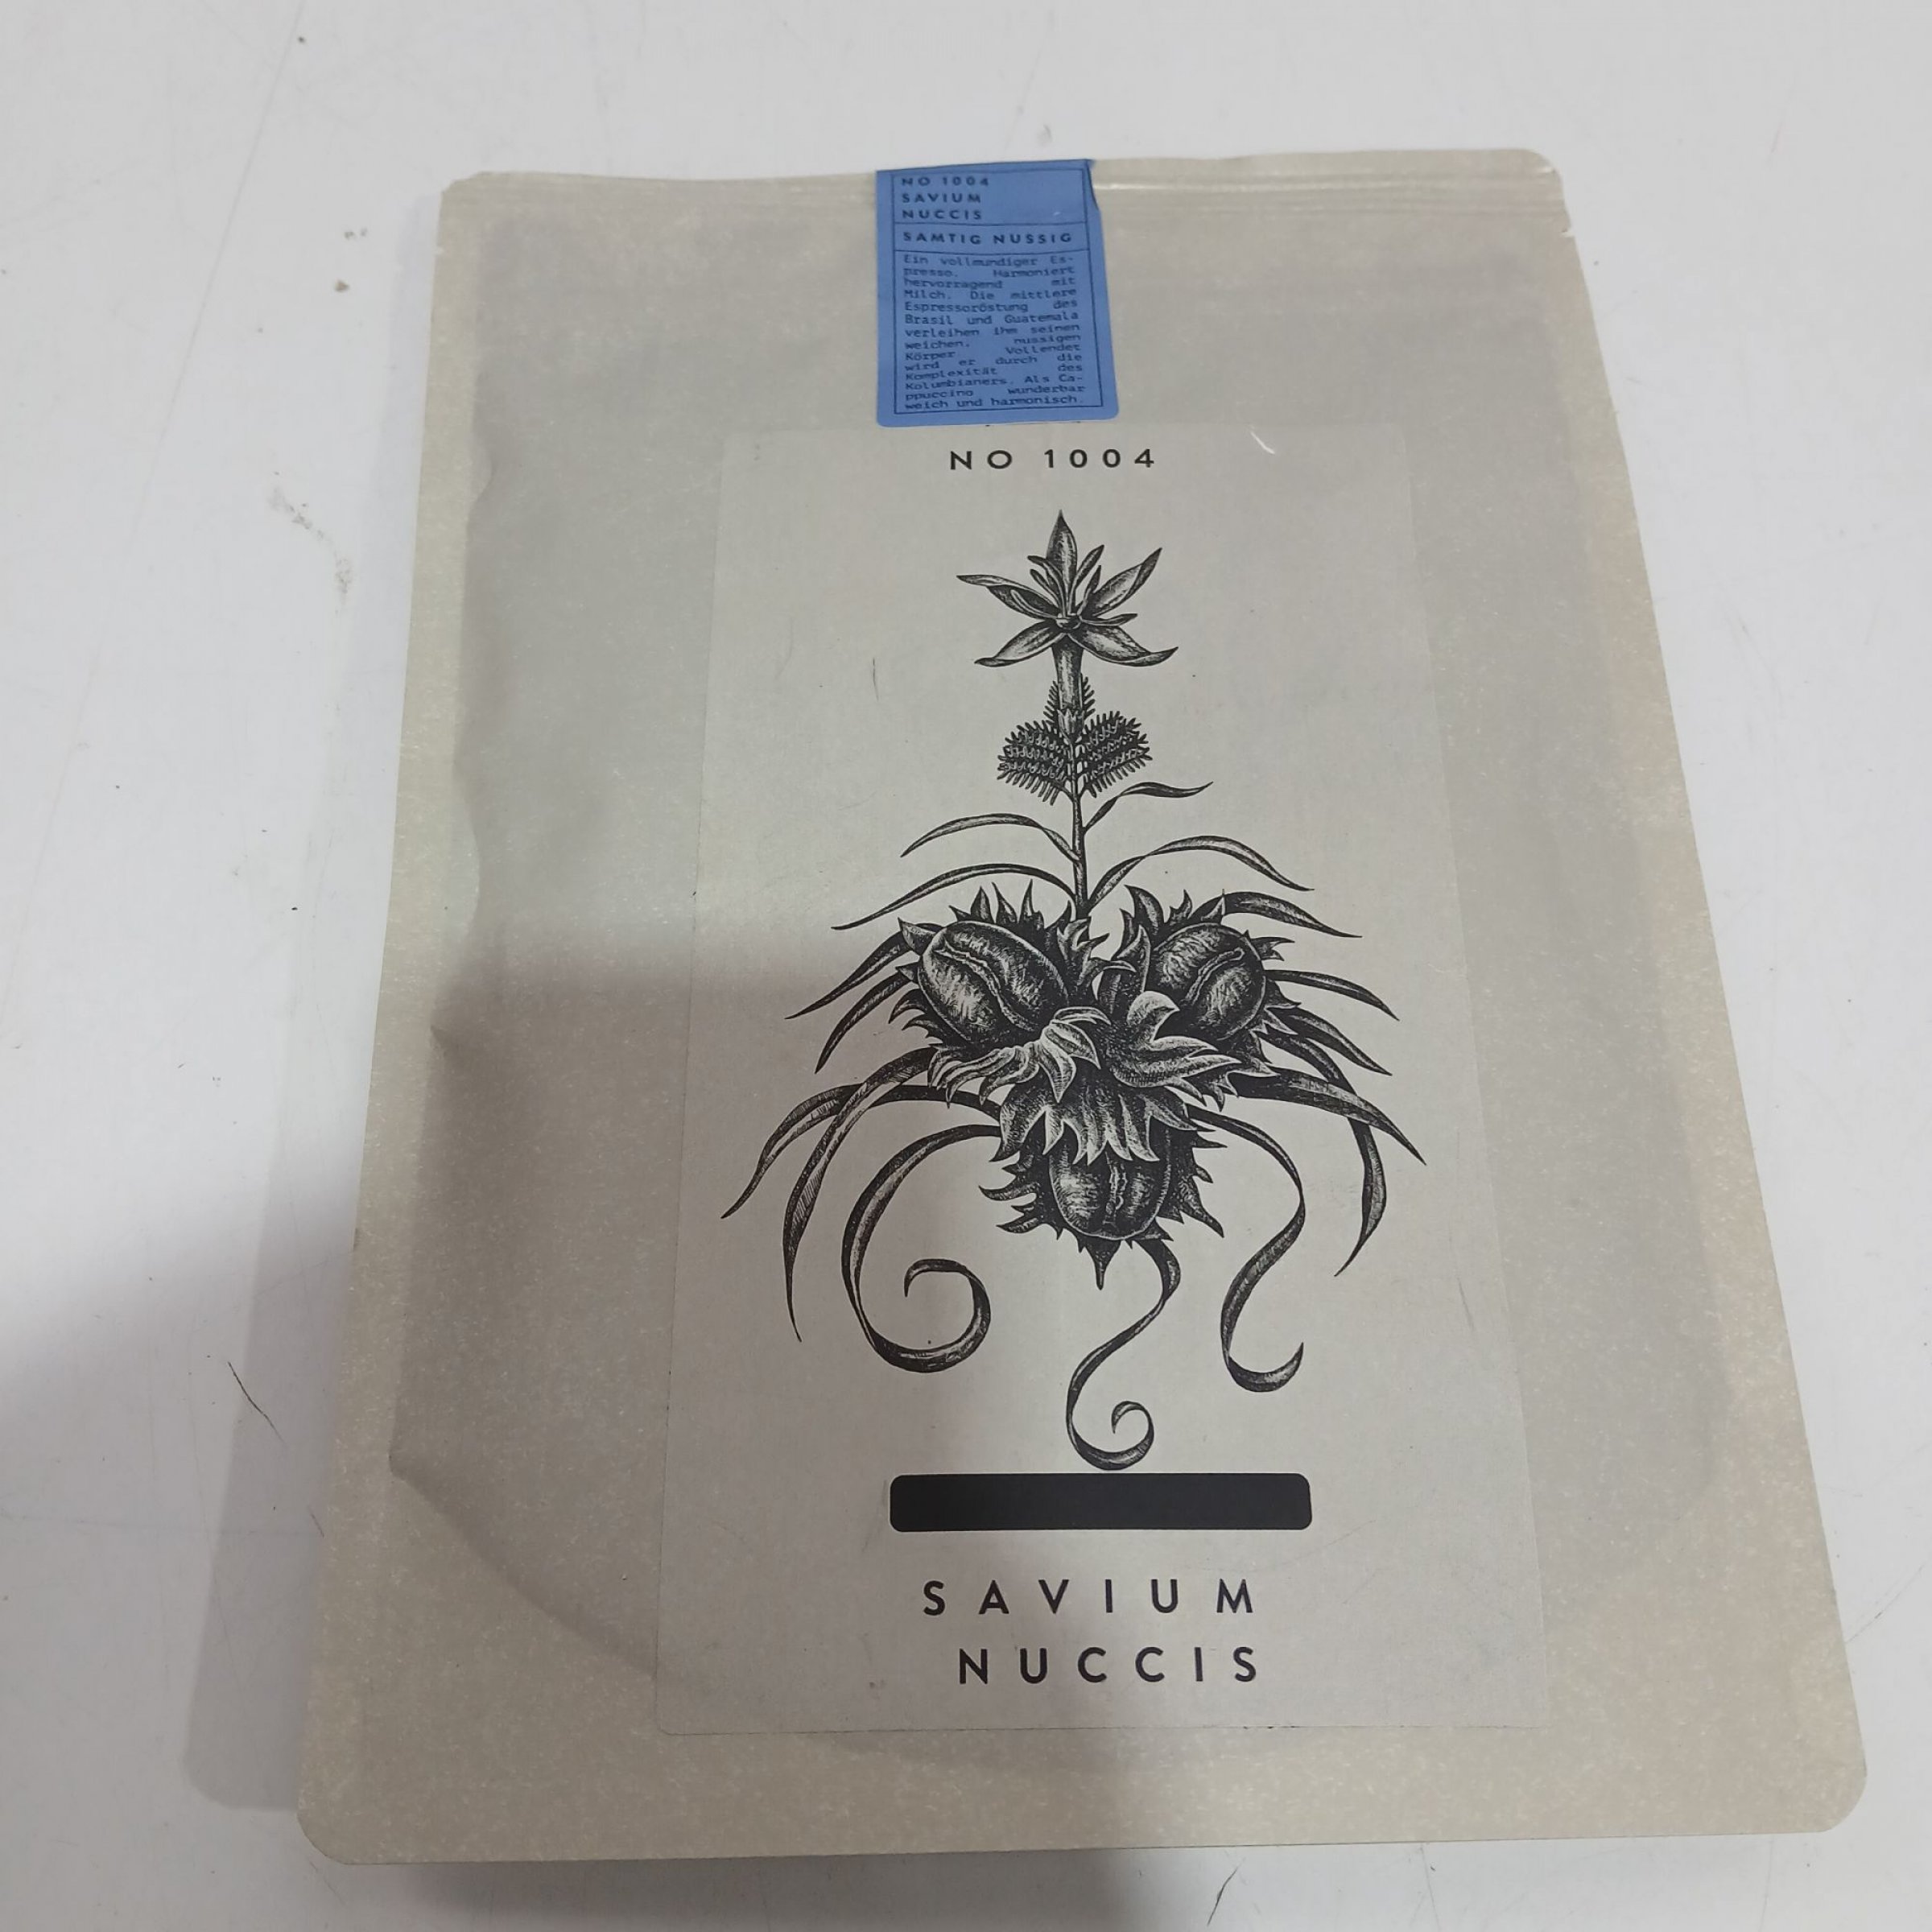 NO 1004
SAVIUM
NUCCIS
SAMTIG NUSSIG
Ein vollmundiger Es-
presso. Harmoniert
hervorragend mit
Milch. Die mittlere
Espressoröstung des
Brasil und Guatemala
verleihen ihm seinen
weichen, nussigen
Körper Vollendet
wird er durch die
Komplexität des
Kolumbianers. Als Ca-
ppuccino wunderbar
weich und harmonisch.
NO 1004
SAVIUM
NUCCIS